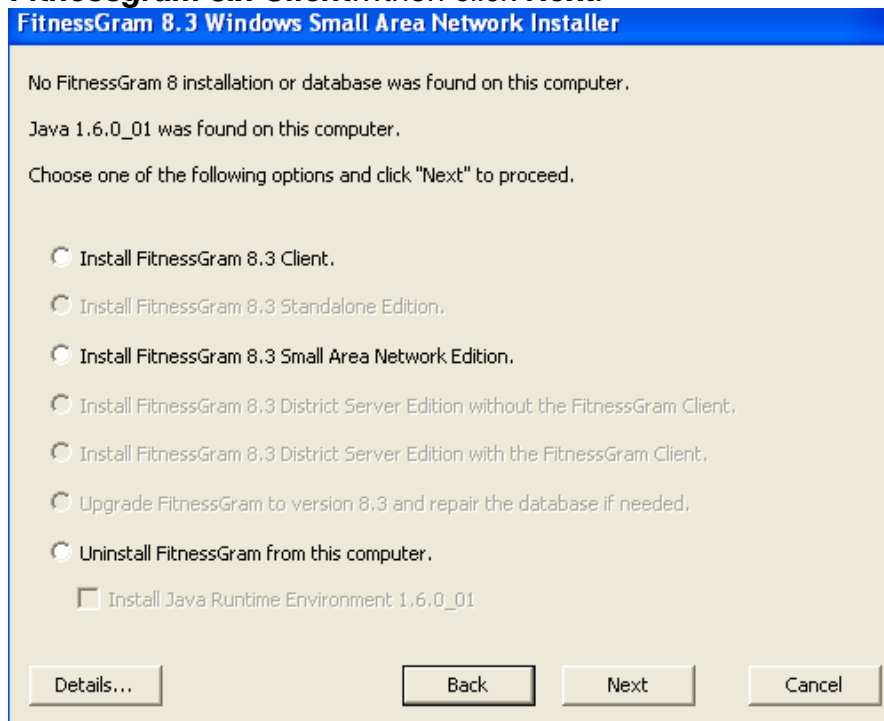 FitnessGram 8.3 Windows Small Area Network Installer
No FitnessGram 8 installation or database was found on this computer.
Java 1.6.0_01 was found on this computer.
Choose one of the following options and click "Next" to proceed.
Install FitnessGram 8.3 Client.
Install FitnessGram 8.3 Standalone Edition.
Install FitnessGram 8.3 Small Area Network Edition.
Install FitnessGram 8.3 District Server Edition without the FitnessGram Client.
Install FitnessGram 8.3 District Server Edition with the FitnessGram Client.
Upgrade FitnessGram to version 8.3 and repair the database if needed.
Uninstall FitnessGram from this computer.
Install Java Runtime Environment 1.6.0_01
Details... Back Next Cancel